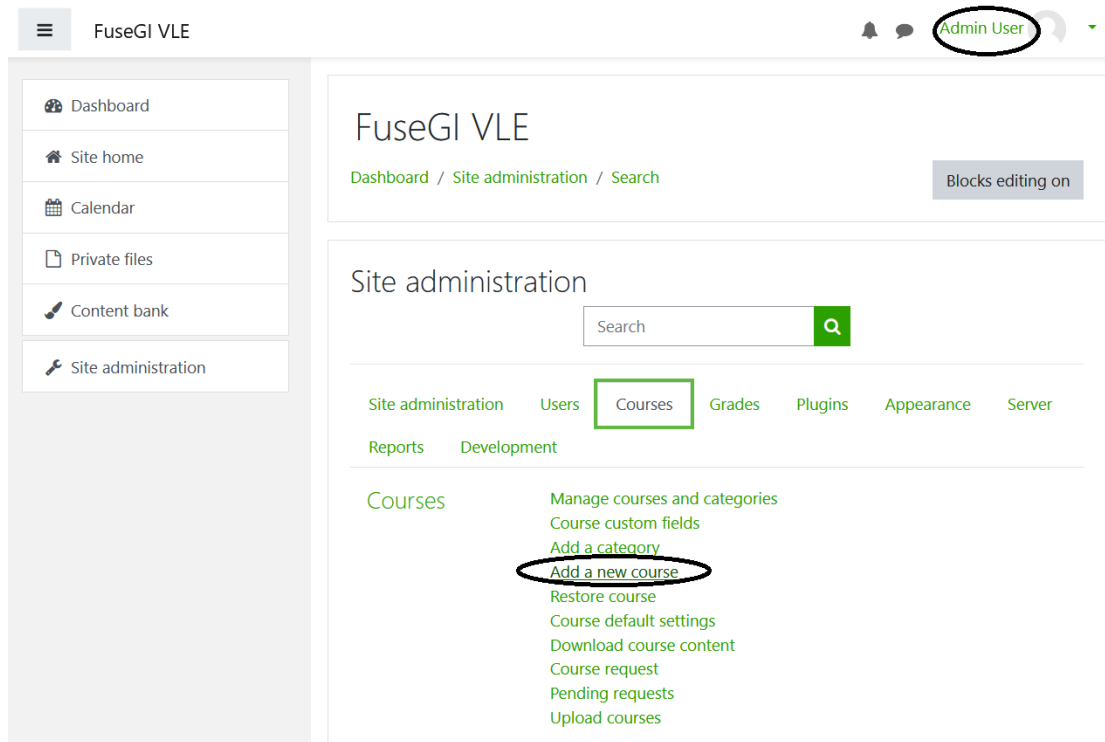 FuseGI VLE
Admin User
Dashboard
Site home
Calendar
Private files
Content bank
Site administration
FuseGI VLE
Dashboard / Site administration / Search
Blocks editing on
Site administration
Search
Site administration Users Courses Grades Plugins Appearance Server
Reports Development
Courses
Manage courses and categories
Course custom fields
Add a category
Add a new course
Restore course
Course default settings
Download course content
Course request
Pending requests
Upload courses